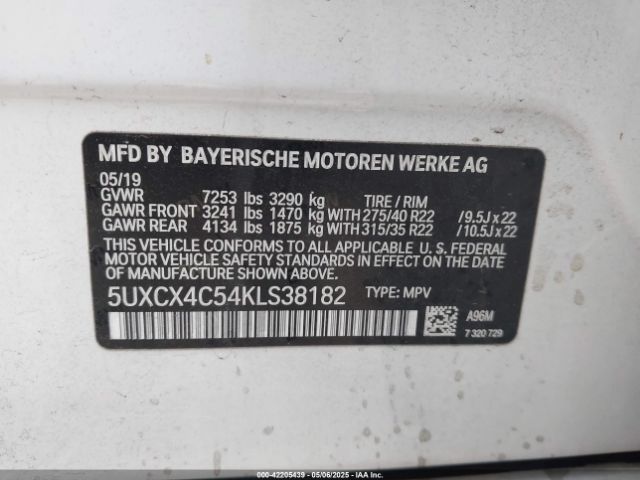 MFD BY BAYERISCHE MOTOREN WERKE AG
05/19
GVWR 7253 lbs 3290 kg TIRE / RIM
GAWR FRONT 3241 lbs 1470 kg WITH 275/40 R22 /9.5J x 22
GAWR REAR 4134 lbs 1875 kg WITH 315/35 R22 /10.5J x 22
THIS VEHICLE CONFORMS TO ALL APPLICABLE U. S. FEDERAL
MOTOR VEHICLE SAFETY STANDARDS IN EFFECT ON THE DATE
OF MANUFACTURE SHOWN ABOVE.
5UXCX4C54KLS38182 TYPE: MPV
A96M
7 320 729
000-42205439 - 05/06/2025 - IAA Inc.